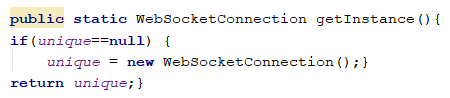 public static WebSocketConnection getInstance(){
if(unique==null) {
    unique = new WebSocketConnection();}
return unique;}